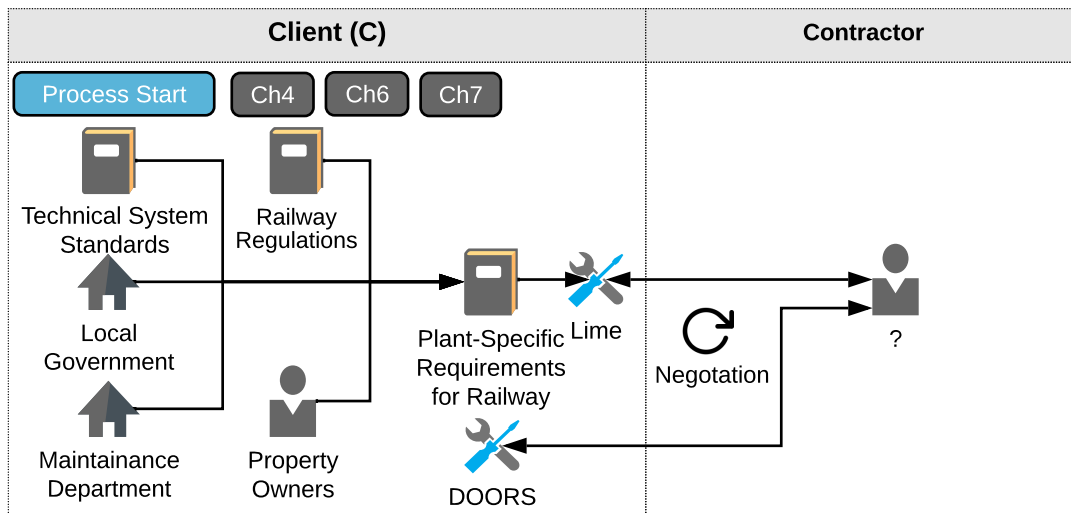 Client (C)
Contractor
Process Start
Ch4
Ch6
Ch7
Technical System
Standards
Railway
Regulations
Local
Government
Plant-Specific
Requirements
for Railway
Lime
?
Negotation
Maintainance
Department
Property
Owners
DOORS